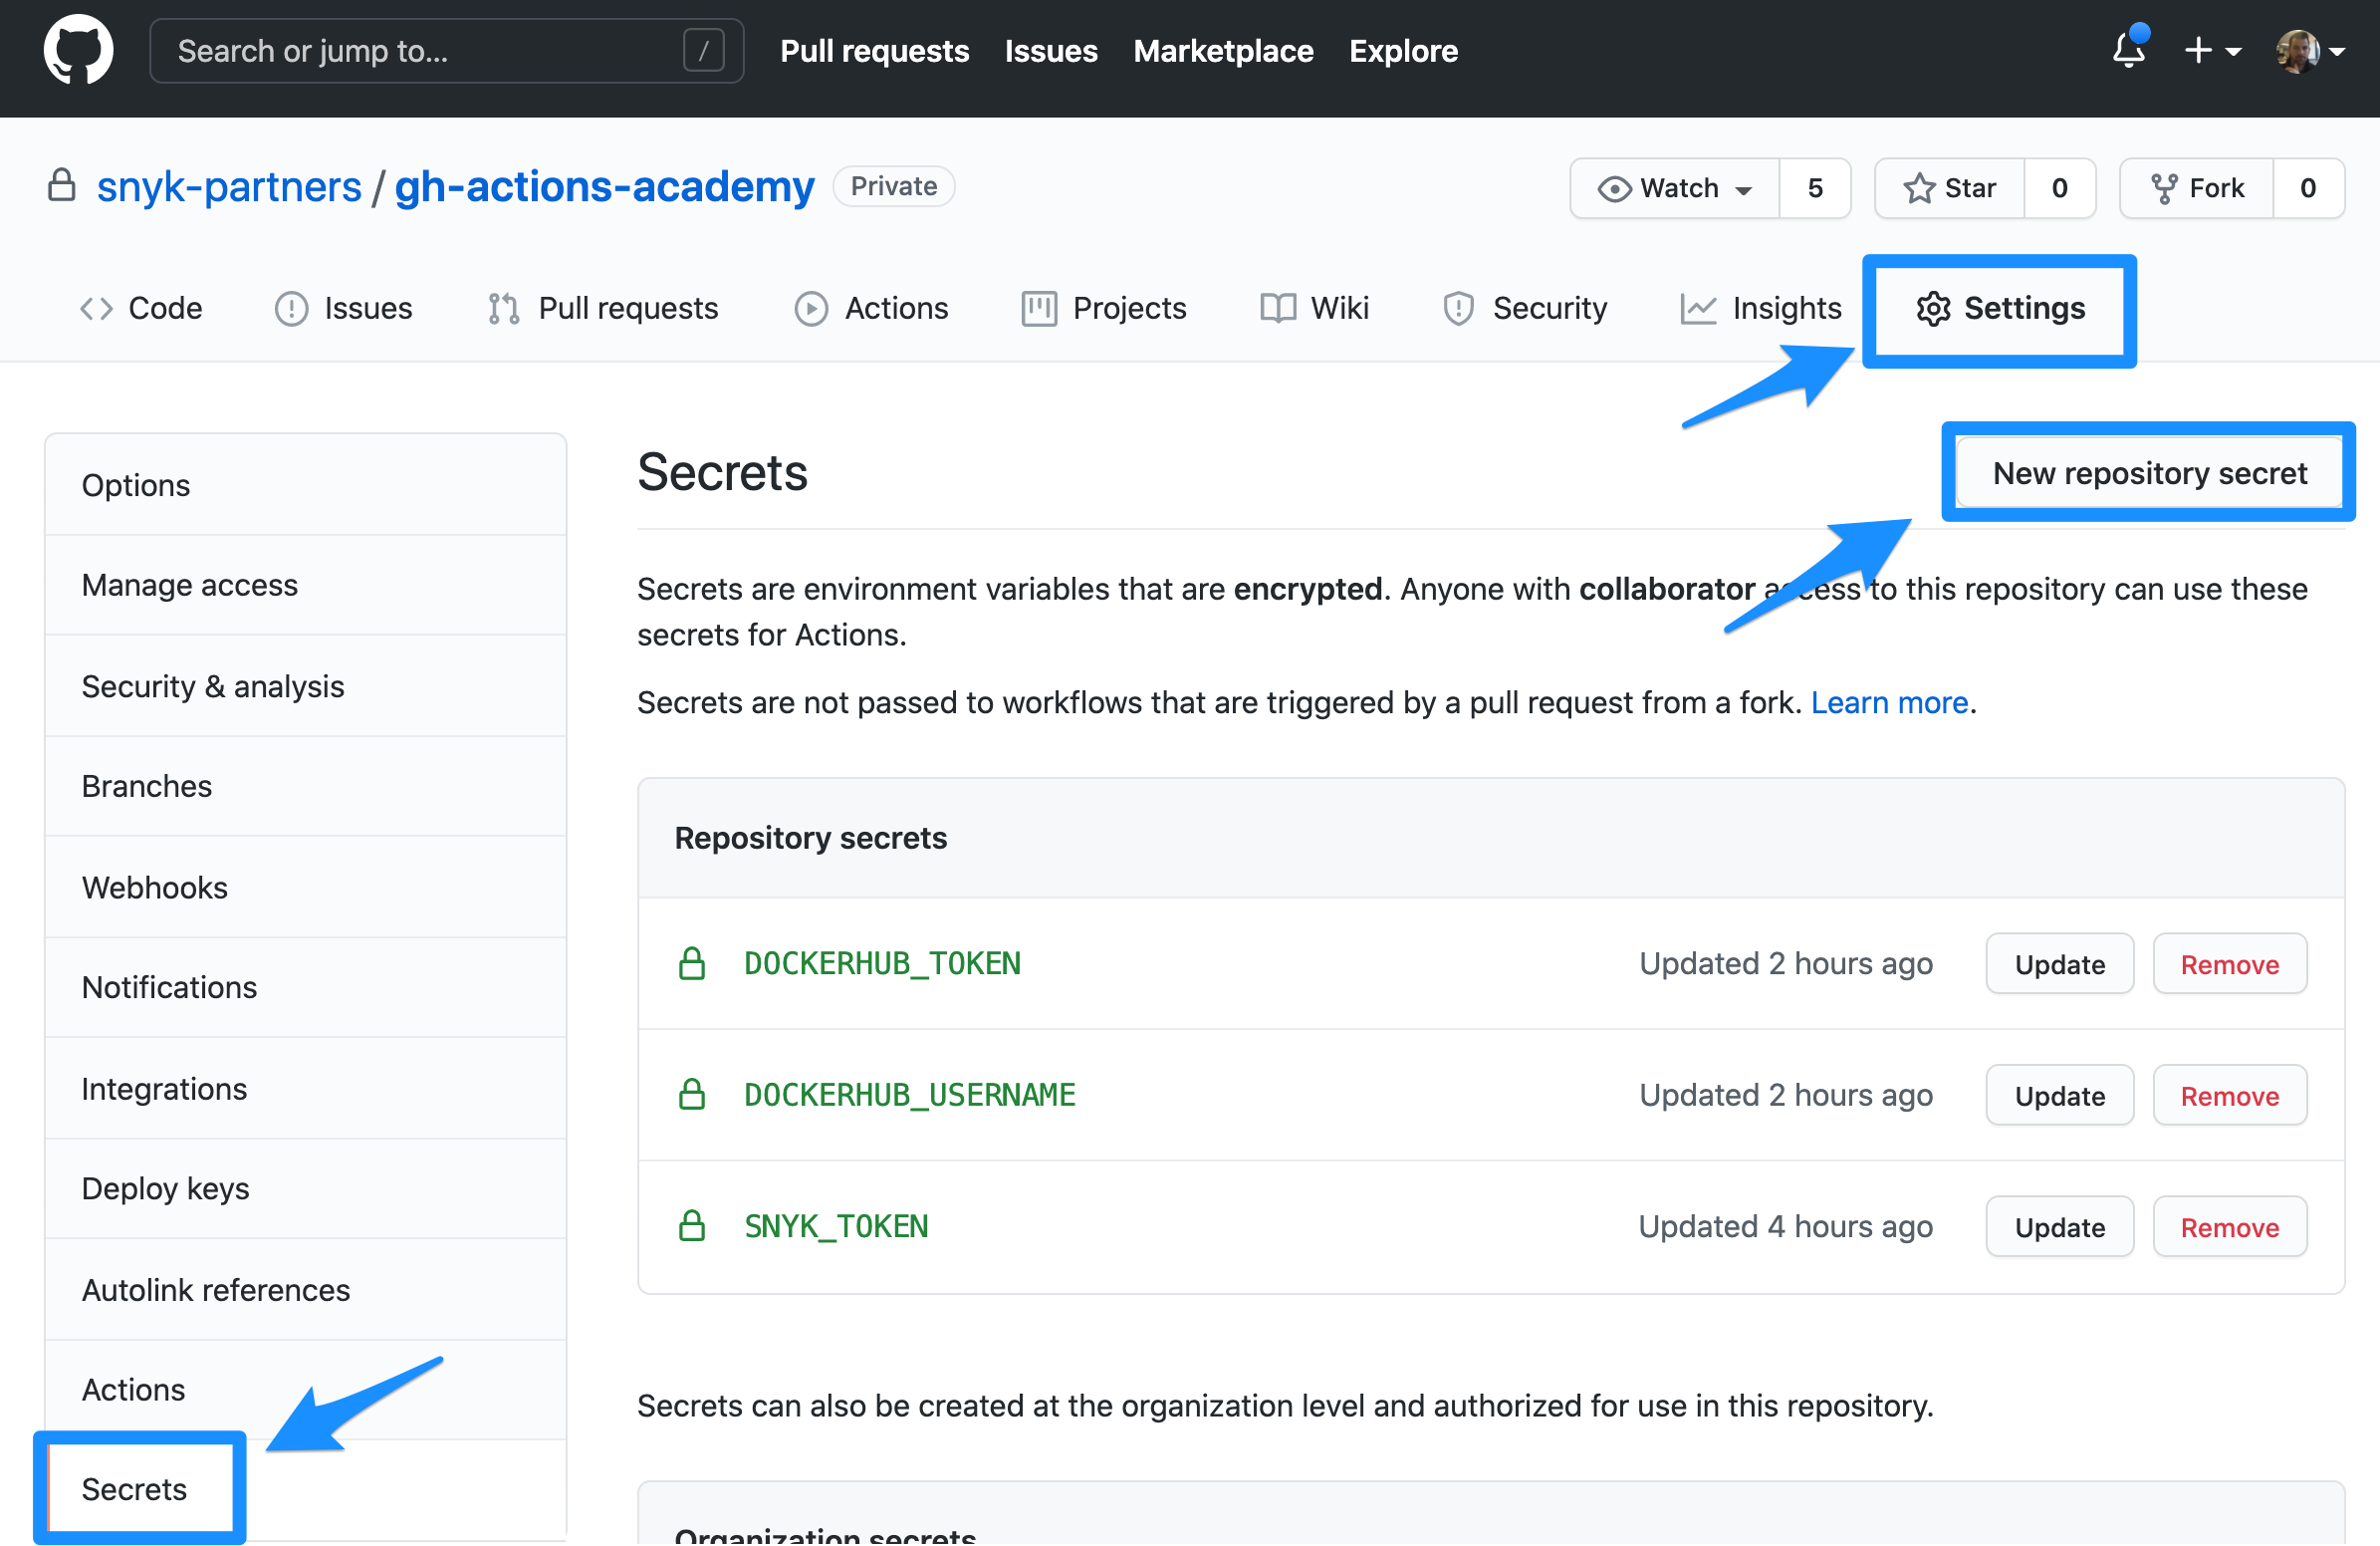 Search or jump to... /
Pull requests Issues Marketplace Explore
snyk-partners / gh-actions-academy Private
Watch 5 Star 0 Fork 0
Code Issues Pull requests Actions Projects Wiki Security Insights Settings
Options
Manage access
Security & analysis
Branches
Webhooks
Notifications
Integrations
Deploy keys
Autolink references
Actions
Secrets
Secrets
New repository secret
Secrets are environment variables that are encrypted. Anyone with collaborator access to this repository can use these
secrets for Actions.
Secrets are not passed to workflows that are triggered by a pull request from a fork. Learn more.
Repository secrets
DOCKERHUB_TOKEN Updated 2 hours ago Update Remove
DOCKERHUB_USERNAME Updated 2 hours ago Update Remove
SNYK_TOKEN Updated 4 hours ago Update Remove
Secrets can also be created at the organization level and authorized for use in this repository.
Organization secrets